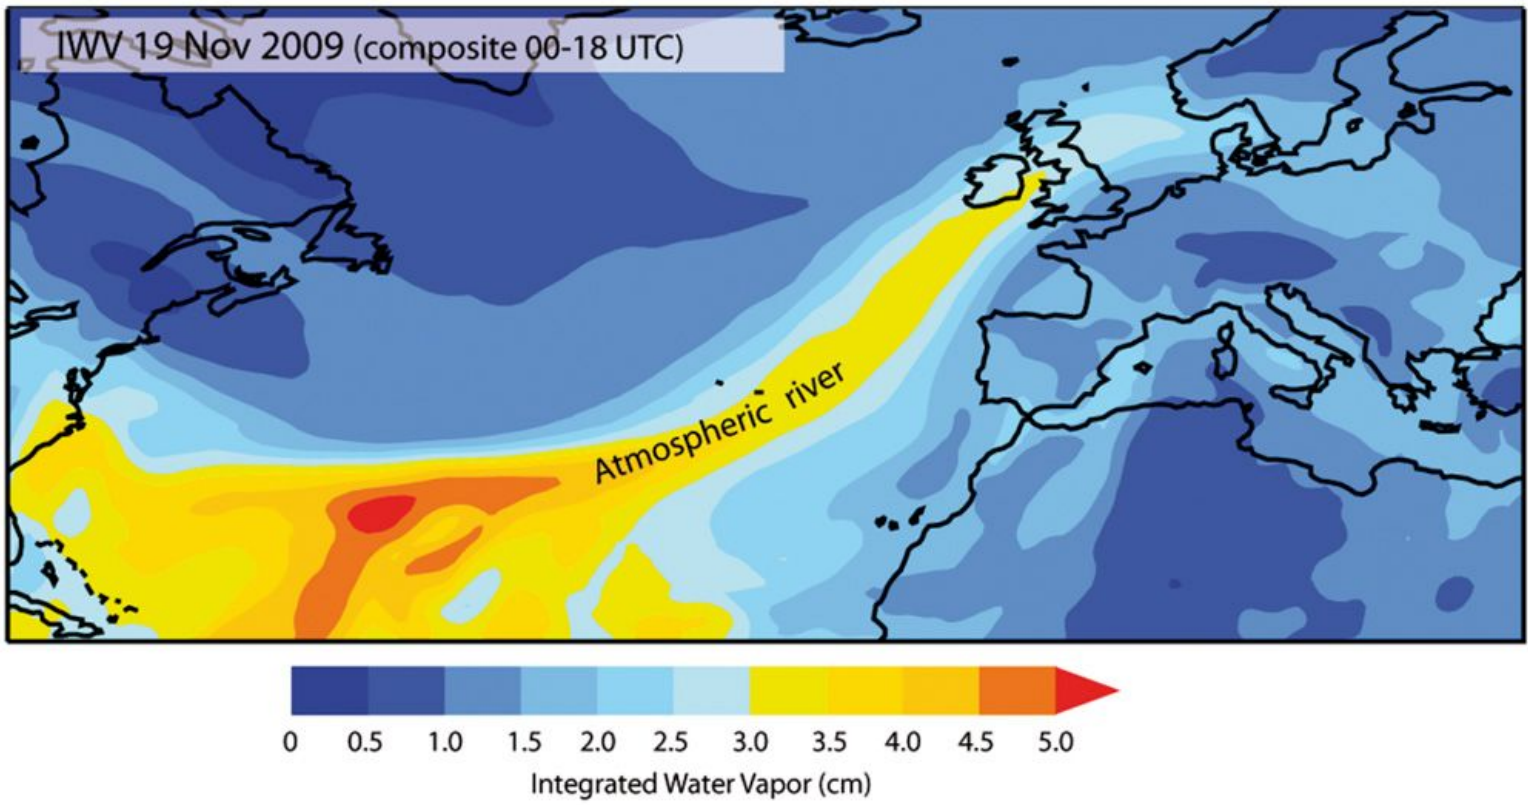 IWV 19 Nov 2009 (composite 00-18 UTC)
Atmospheric river
0 0.5 1.0 1.5 2.0 2.5 3.0 3.5 4.0 4.5 5.0
Integrated Water Vapor (cm)